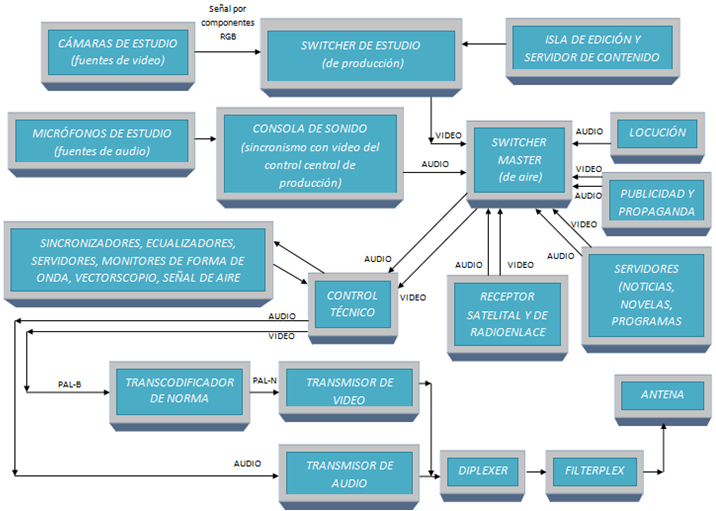 Señal por
componentes
RGB
CÁMARAS DE ESTUDIO
(fuentes de video)
SWITCHER DE ESTUDIO
(de producción)
ISLA DE EDICIÓN Y
SERVIDOR DE CONTENIDO
MICRÓFONOS DE ESTUDIO
(fuentes de audio)
CONSOLA DE SONIDO
(sincronismo con video del
control central de
producción)
AUDIO
VIDEO
SWITCHER
MASTER
(de aire)
AUDIO
LOCUCIÓN
VIDEO
AUDIO
PUBLICIDAD Y
PROPAGANDA
VIDEO
AUDIO
SERVIDORES
(NOTICIAS,
NOVELAS,
PROGRAMAS
AUDIO
VIDEO
RECEPTOR
SATELITAL Y DE
RADIOENLACE
AUDIO
VIDEO
SINCRONIZADORES, ECUALIZADORES,
SERVIDORES, MONITORES DE FORMA DE
ONDA, VECTORSCOPIO, SEÑAL DE AIRE
CONTROL
TÉCNICO
AUDIO
VIDEO
PAL-B
TRANSCODIFICADOR
DE NORMA
PAL-N
TRANSMISOR DE
VIDEO
ANTENA
AUDIO
TRANSMISOR DE
AUDIO
DIPLEXER
FILTERPLEX